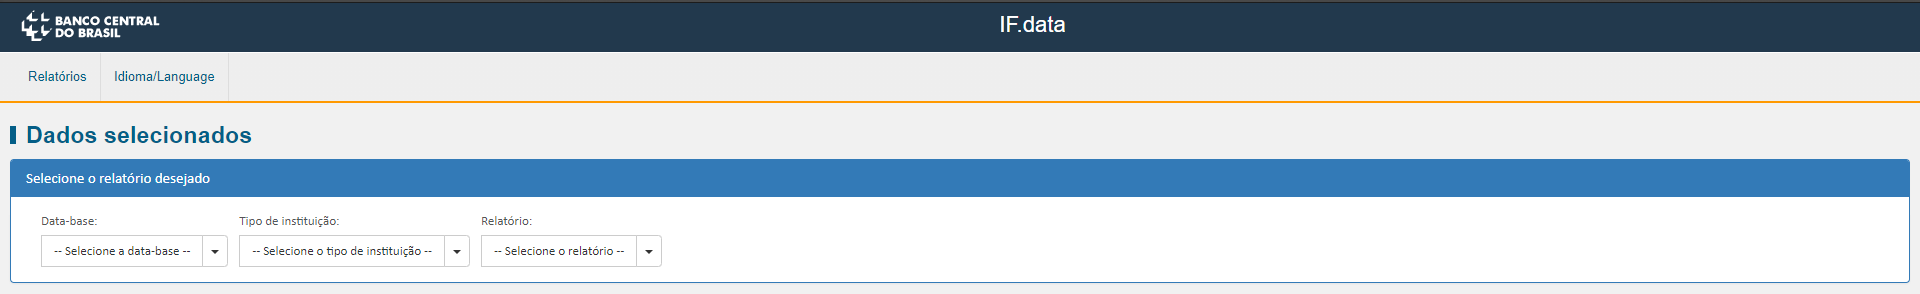 BANCO CENTRAL
DO BRASIL
IF.data
Relatórios
Idioma/Language
Dados selecionados
Selecione o relatório desejado
Data-base:
Tipo de instituição:
Relatório:
-- Selecione a data-base --
-- Selecione o tipo de instituição --
-- Selecione o relatório --